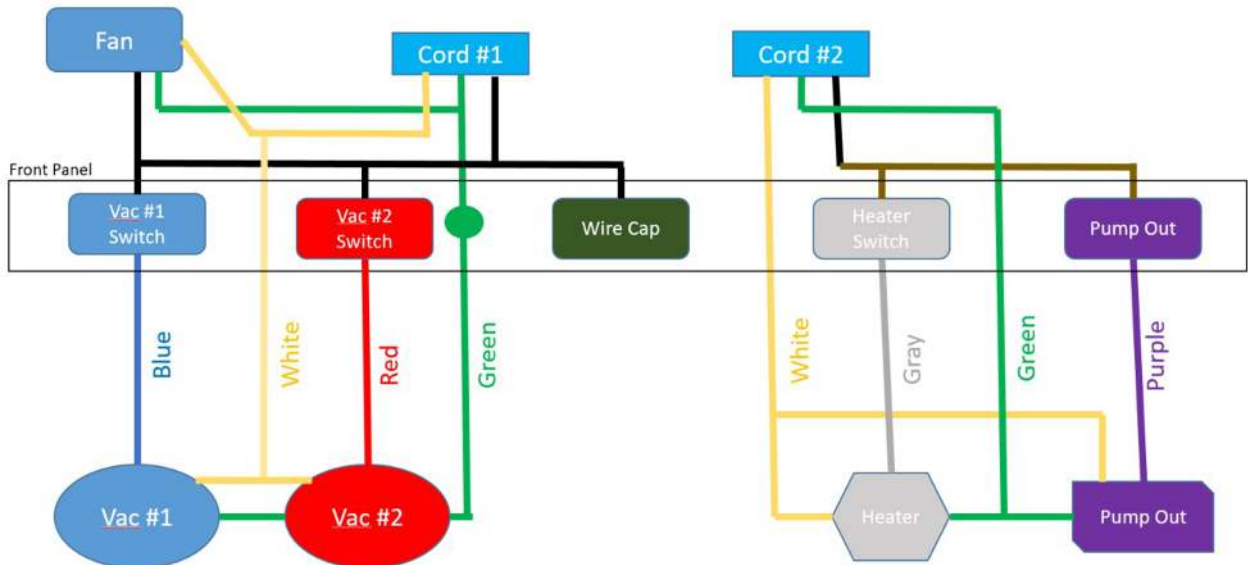 Fan
Cord #1
Cord #2
Front Panel
Vac #1
Switch
Vac #2
Switch
Wire Cap
Heater
Switch
Pump Out
Blue
White
Red
Green
White
Gray
Green
Purple
Vac #1
Vac #2
Heater
Pump Out